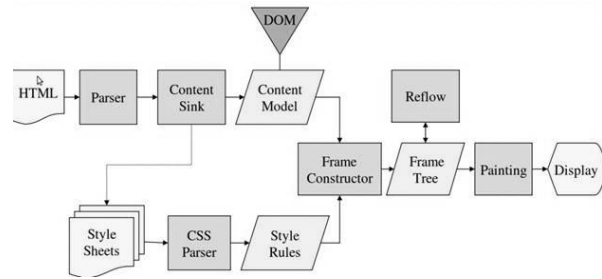 DOM
HTML
Parser
Content
Sink
Content
Model
Reflow
Frame
Constructor
Frame
Tree
Painting
Display
Style
Sheets
CSS
Parser
Style
Rules